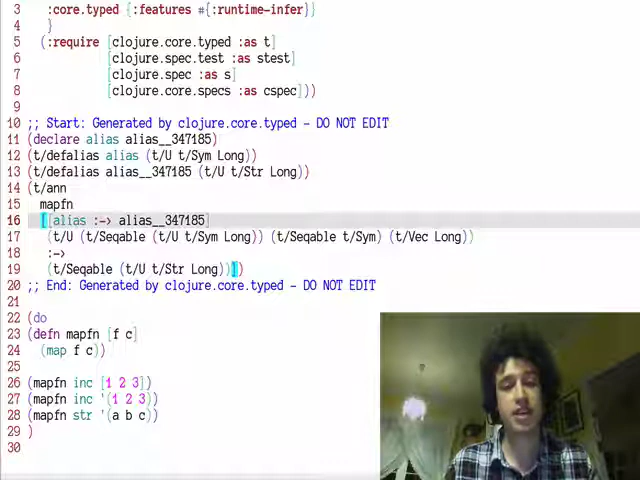 3 :core.typed {:features #{:runtime-infer}}
4 }
5 (:require [clojure.core.typed :as t]
6 [clojure.spec.test :as stest]
7 [clojure.spec :as s]
8 [clojure.core.specs :as cspec]))
9
10 ;; Start: Generated by clojure.core.typed - DO NOT EDIT
11 (declare alias alias__347185)
12 (t/defalias alias (t/U t/Sym Long))
13 (t/defalias alias__347185 (t/U t/Str Long))
14 (t/ann
15 mapfn
16 [[alias :-> alias__347185]
17 (t/U (t/Seqable (t/U t/Sym Long)) (t/Seqable t/Sym) (t/Vec Long))
18 :->
19 (t/Seqable (t/U t/Str Long))])
20 ;; End: Generated by clojure.core.typed - DO NOT EDIT
21
22 (do
23 (defn mapfn [f c]
24 (map f c))
25
26 (mapfn inc [1 2 3])
27 (mapfn inc '(1 2 3))
28 (mapfn str '(a b c))
29 )
30